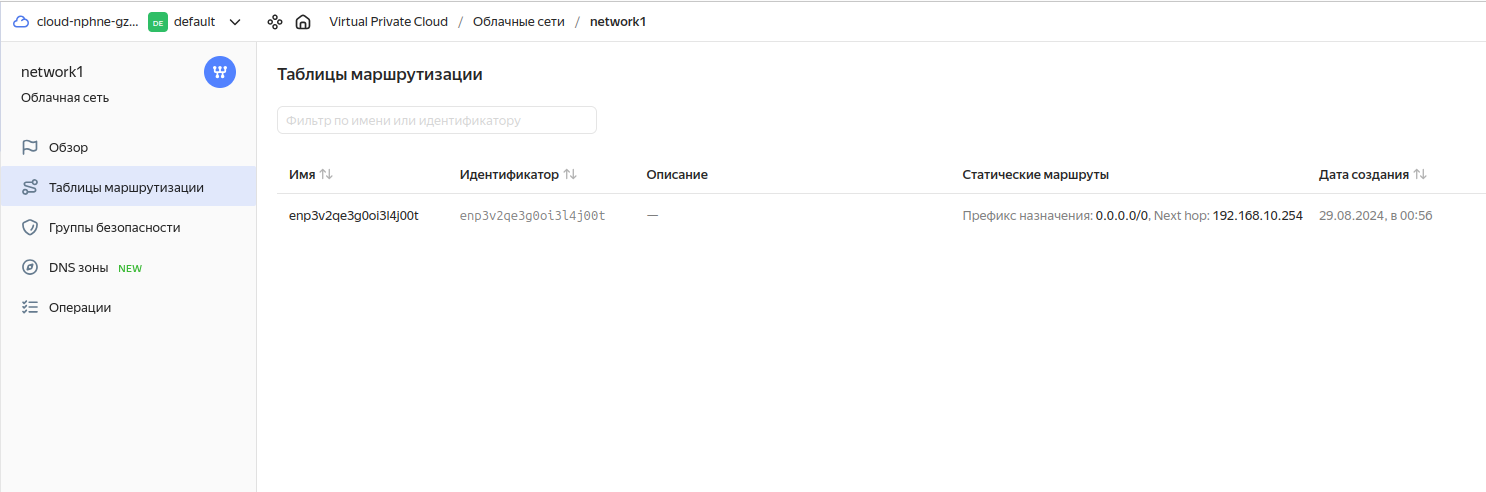 cloud-nphne-gz... DE default Virtual Private Cloud / Облачные сети / network1
network1
Облачная сеть
Обзор
Таблицы маршрутизации
Группы безопасности
DNS зоны NEW
Операции
Таблицы маршрутизации
Фильтр по имени или идентификатору
Имя Идентификатор Описание Статические маршруты Дата создания
enp3v2qe3g0oi3l4j00t enp3v2qe3g0oi3l4j00t — Префикс назначения: 0.0.0.0/0, Next hop: 192.168.10.254 29.08.2024, в 00:56